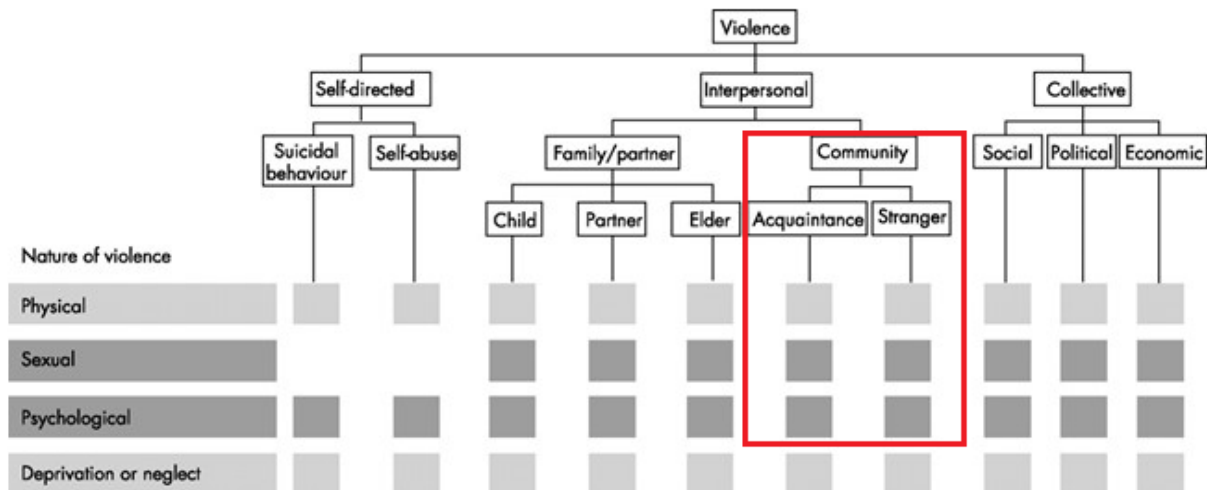 Violence
Self-directed
Interpersonal
Collective
Suicidal
behaviour
Self-abuse
Family/partner
Community
Social
Political
Economic
Child
Partner
Elder
Acquaintance
Stranger
Nature of violence
Physical
Sexual
Psychological
Deprivation or neglect